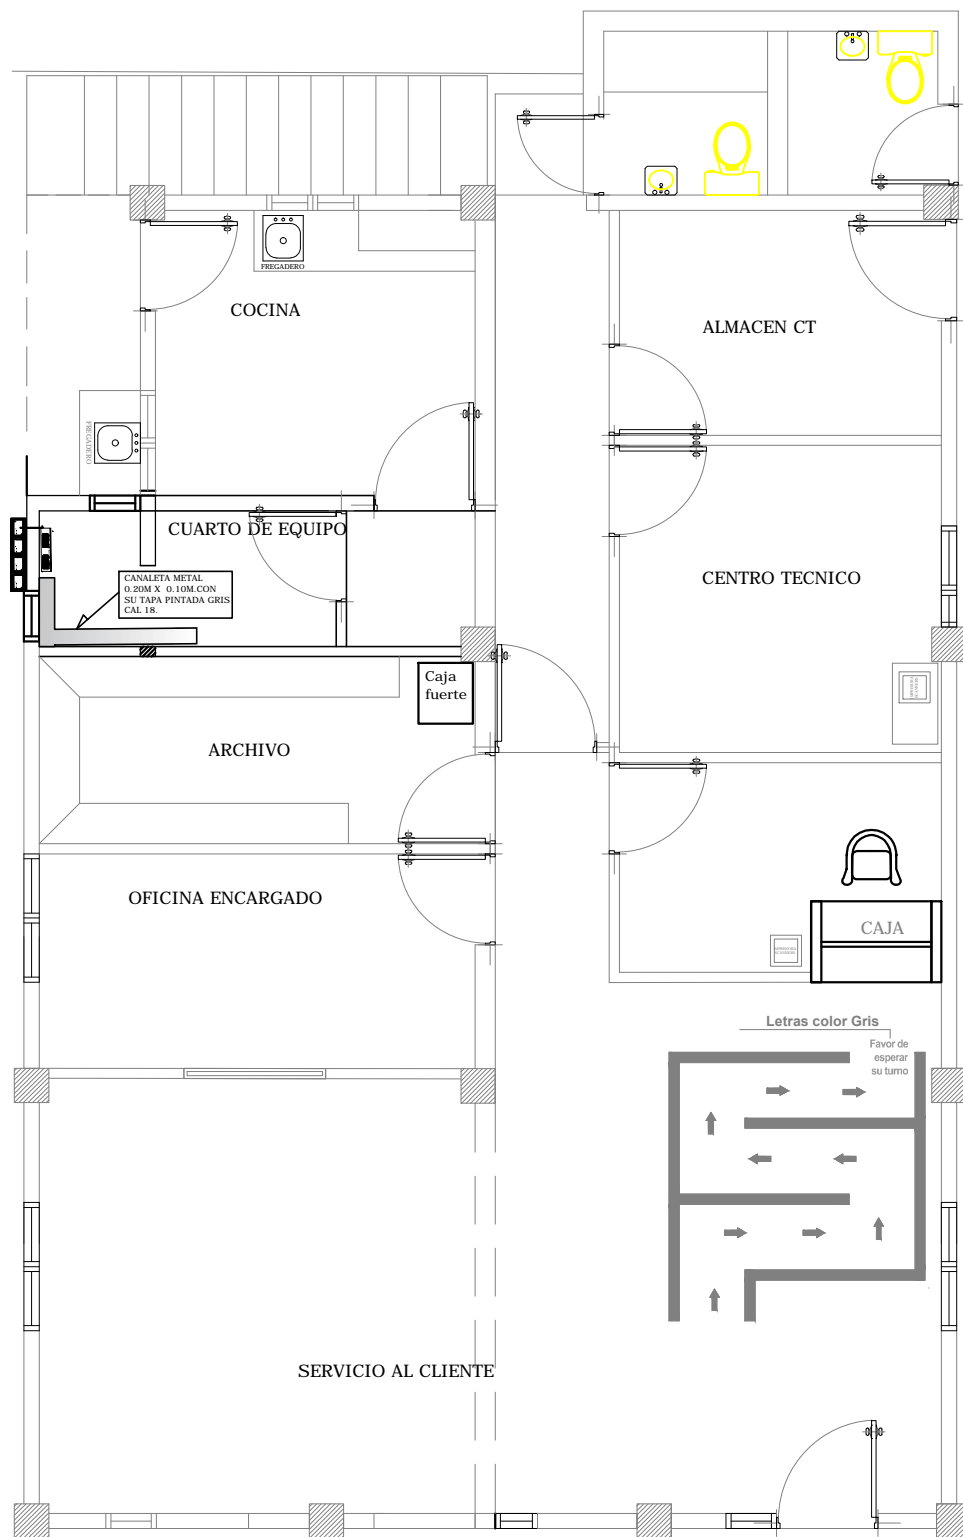 FREGADERO
COCINA
ALMACEN CT
FREGADERO
CUARTO DE EQUIPO
CENTRO TECNICO
CANALETA METAL
0.20M X 0.10M.CON
SU TAPA PINTADA GRIS
CAL 18.
Caja
fuerte
ARCHIVO
OFICINA ENCARGADO
CAJA
Letras color Gris
Favor de
esperar
su turno
SERVICIO AL CLIENTE